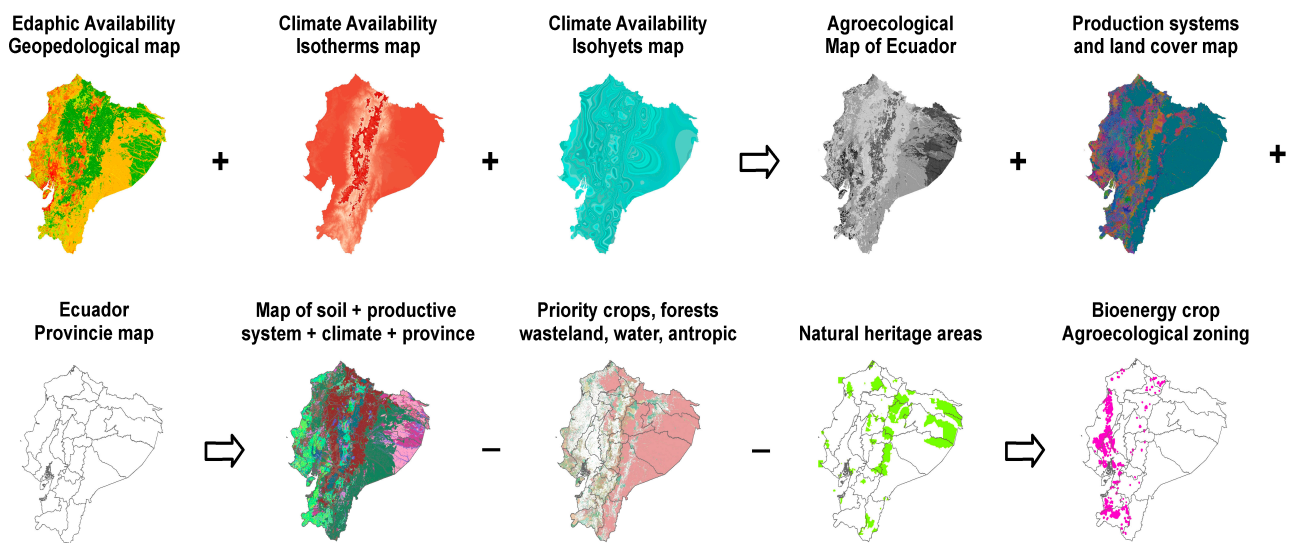 Edaphic Availability
Geopedological map
Climate Availability
Isotherms map
Climate Availability
Isohyets map
Agroecological
Map of Ecuador
Production systems
and land cover map
+
+
+
+
Ecuador
Provincie map
Map of soil + productive
system + climate + province
Priority crops, forests
wasteland, water, antropic
Natural heritage areas
Bioenergy crop
Agroecological zoning
–
–